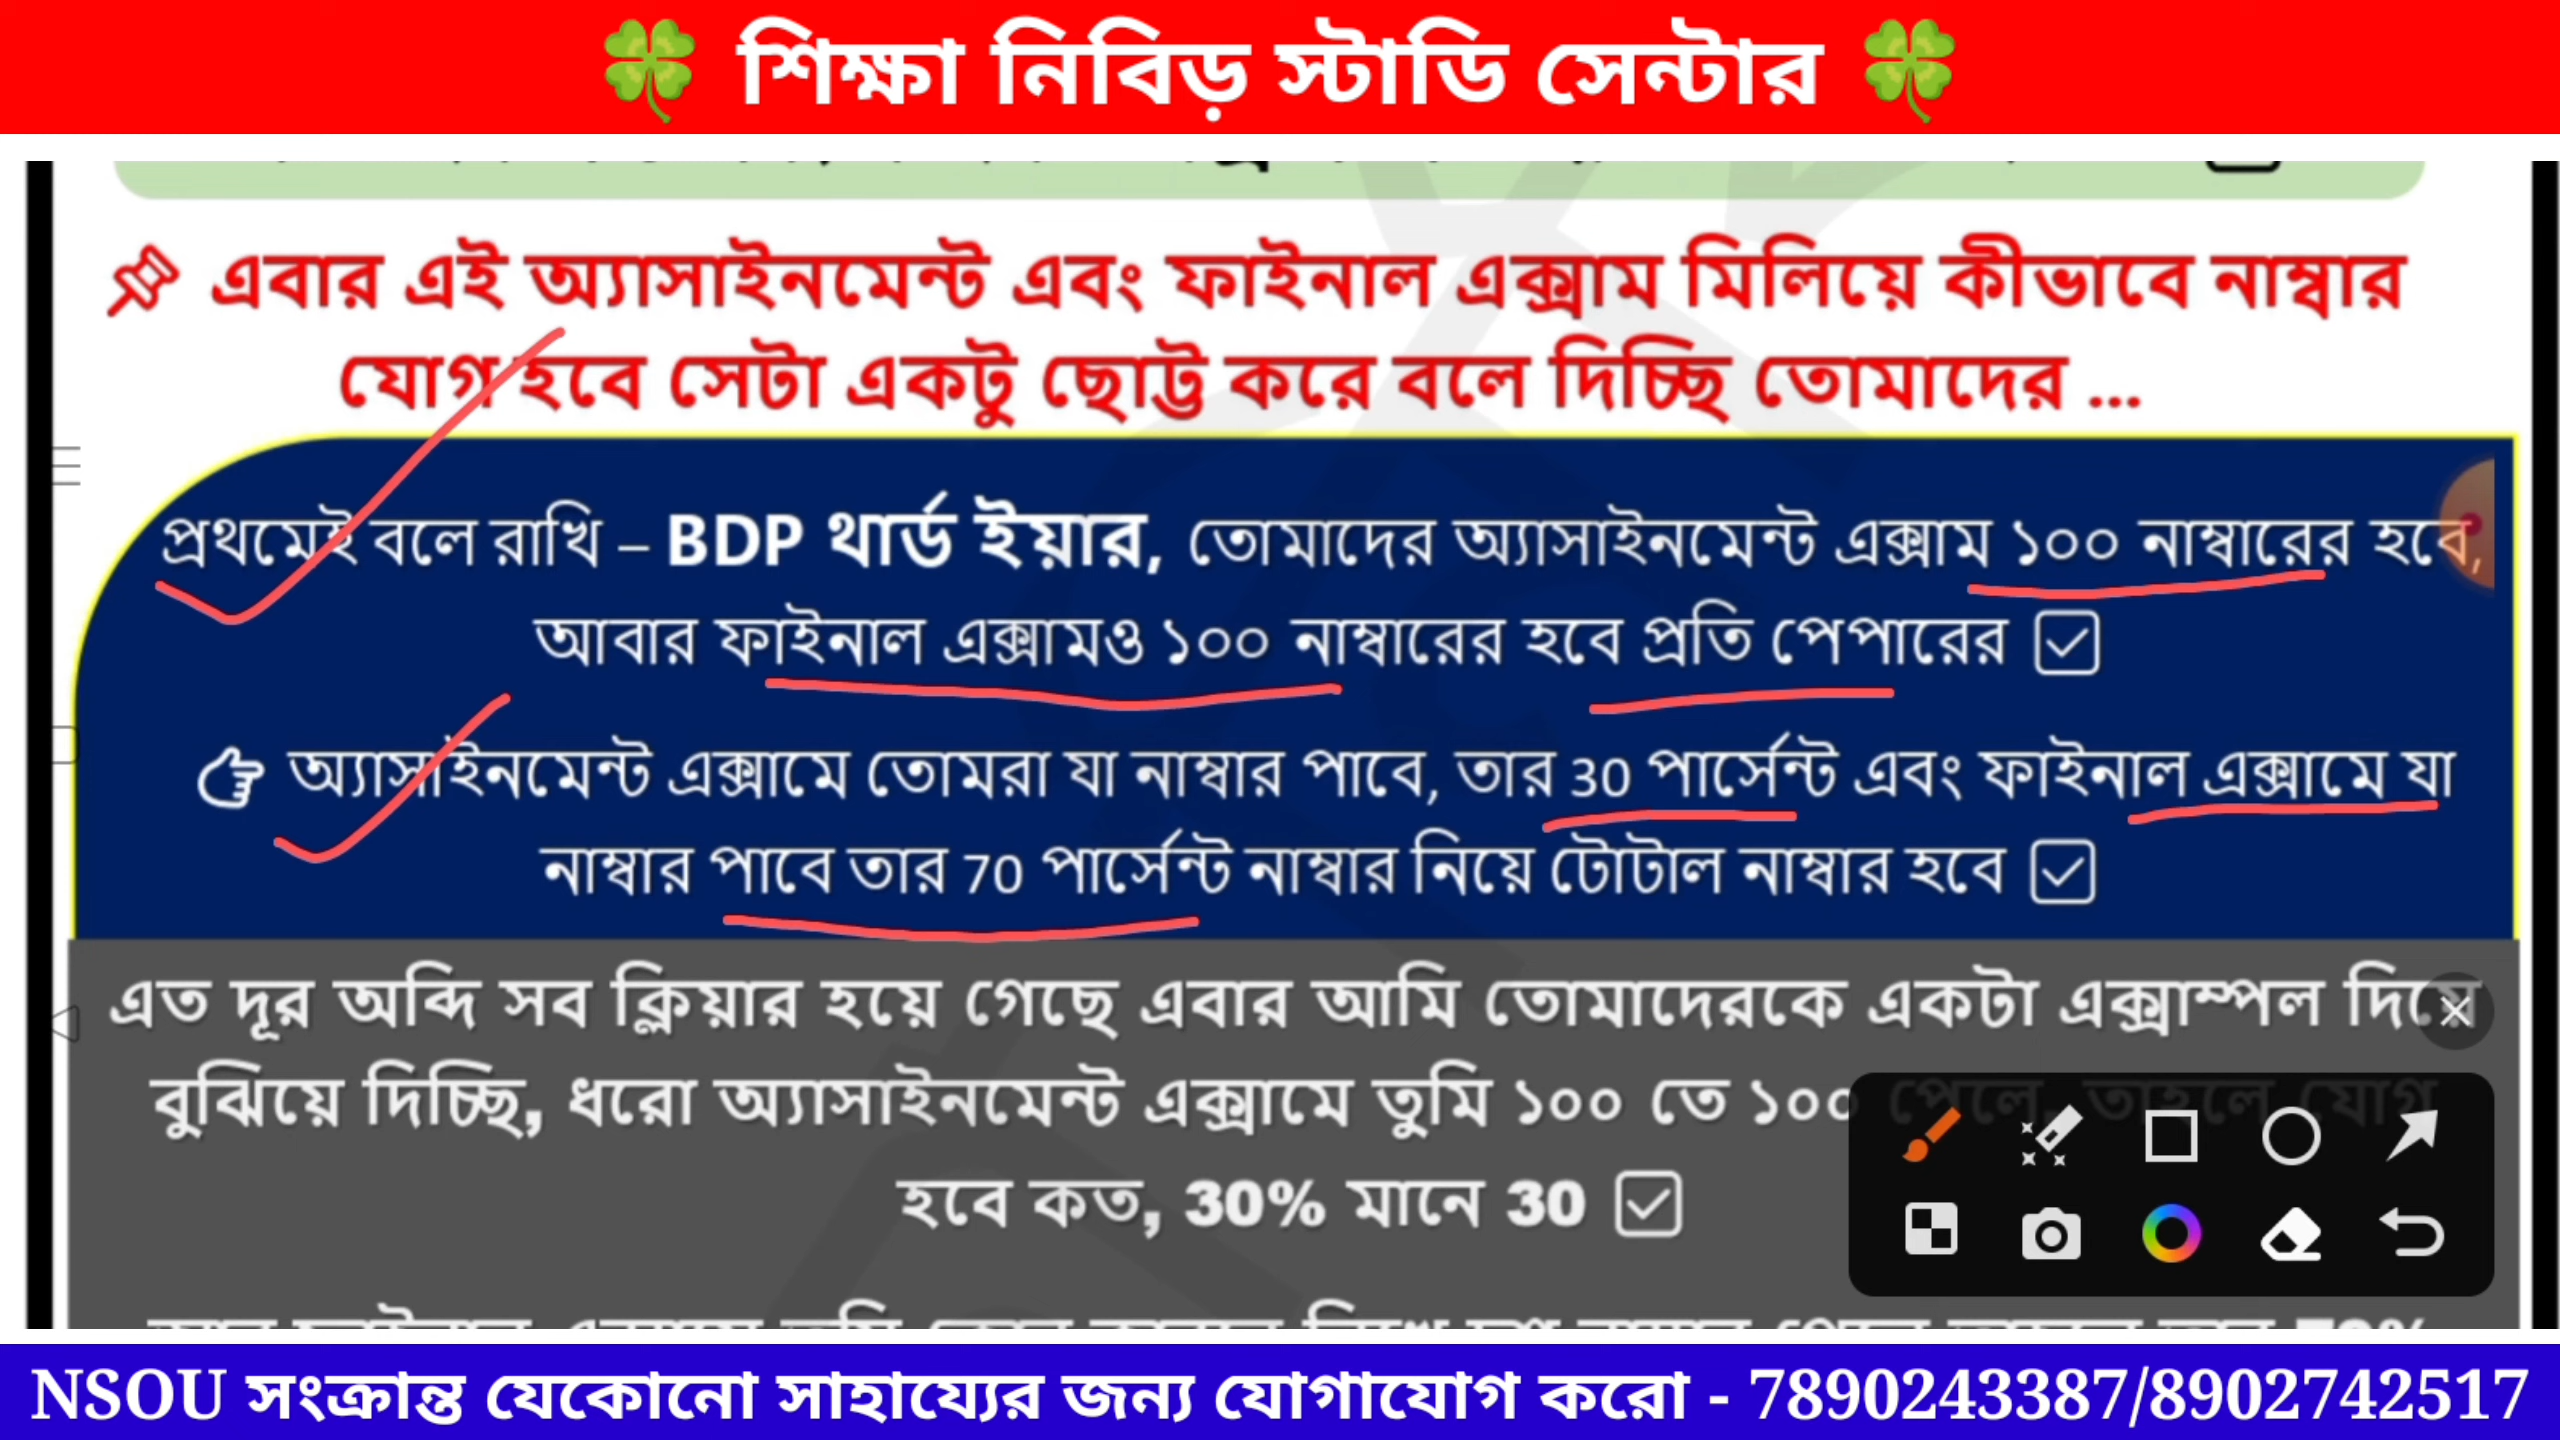 শিক্ষা নিবিড় স্টাডি সেন্টার
এবার এই অ্যাসাইনমেন্ট এবং ফাইনাল এক্সাম মিলিয়ে কীভাবে নাম্বার
যোগ হবে সেটা একটু ছোট্ট করে বলে দিচ্ছি তোমাদের ...
প্রথমেই বলে রাখি – BDP থার্ড ইয়ার, তোমাদের অ্যাসাইনমেন্ট এক্সাম ১০০ নাম্বারের হবে,
আবার ফাইনাল এক্সামও ১০০ নাম্বারের হবে প্রতি পেপারের ☑
👉 অ্যাসাইনমেন্ট এক্সামে তোমরা যা নাম্বার পাবে, তার 30 পার্সেন্ট এবং ফাইনাল এক্সামে যা
নাম্বার পাবে তার 70 পার্সেন্ট নাম্বার নিয়ে টোটাল নাম্বার হবে ☑
এত দূর অব্দি সব ক্লিয়ার হয়ে গেছে এবার আমি তোমাদেরকে একটা এক্সাম্পল দিয়ে
বুঝিয়ে দিচ্ছি, ধরো অ্যাসাইনমেন্ট এক্সামে তুমি ১০০ তে ১০০ পেলে, তাহলে যোগ
হবে কত, 30% মানে 30 ☑
NSOU সংক্রান্ত যেকোনো সাহায্যের জন্য যোগাযোগ করো - 7890243387/8902742517